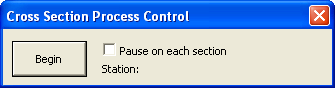 Cross Section Process Control
Begin
Pause on each section
Station: